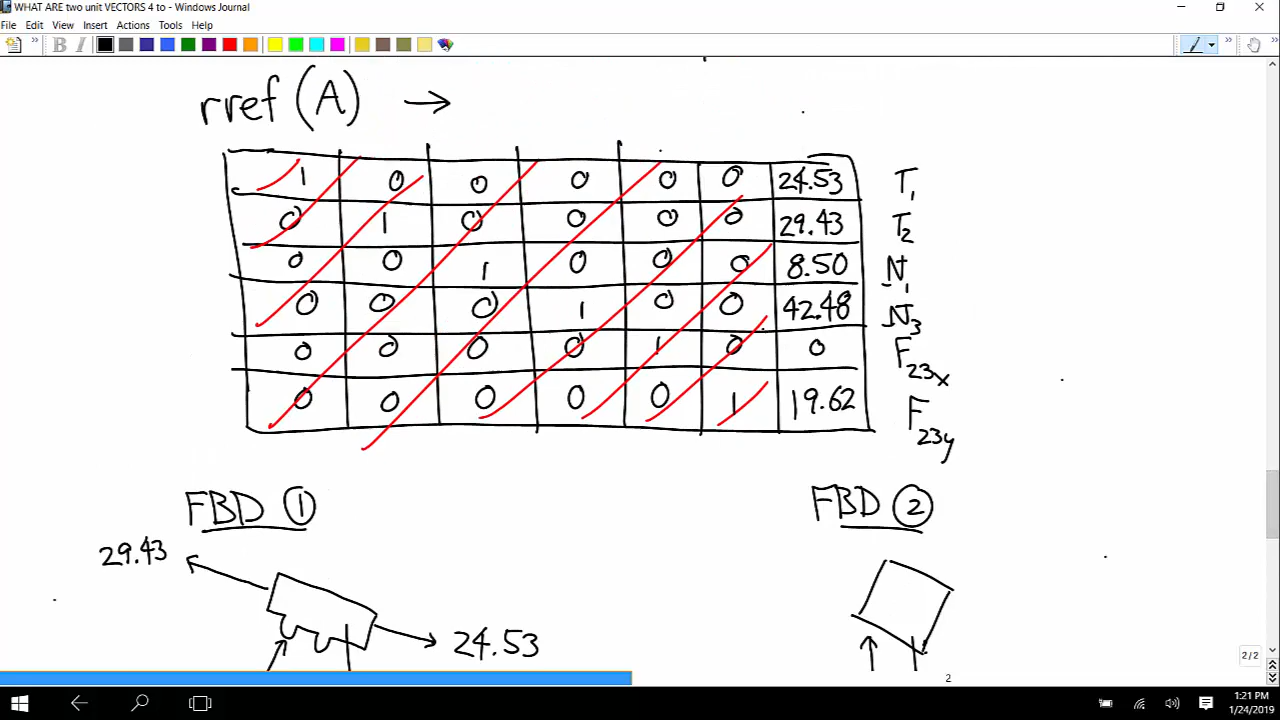 WHAT ARE two unit VECTORS 4 to - Windows Journal
File Edit View Insert Actions Tools Help
B I
rref (A) →
1 0 0 0 0 0 24.53 T1
0 1 0 0 0 0 29.43 T2
0 0 1 0 0 0 8.50 N1
0 0 0 1 0 0 42.48 N3
0 0 0 0 1 0 0 F23x
0 0 0 0 0 1 19.62 F23y
FBD ① FBD ②
29.43
24.53
2/2
2
1:21 PM
1/24/2019